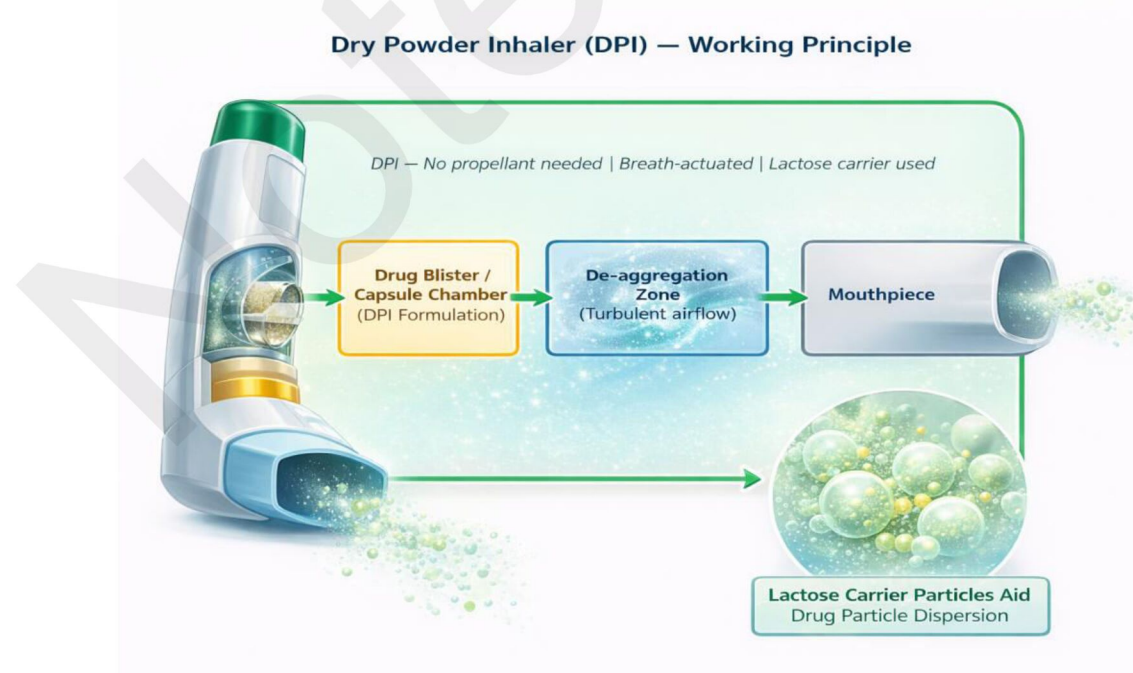 Dry Powder Inhaler (DPI) — Working Principle
DPI — No propellant needed | Breath-actuated | Lactose carrier used
Drug Blister /
Capsule Chamber
(DPI Formulation)
De-aggregation
Zone
(Turbulent airflow)
Mouthpiece
Lactose Carrier Particles Aid
Drug Particle Dispersion
Note